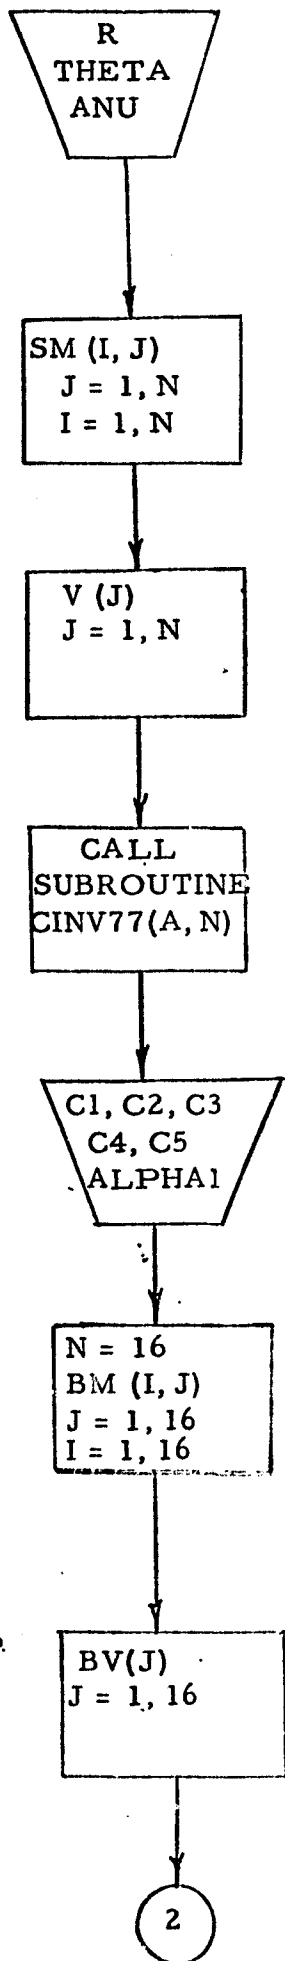 R
THETA
ANU
SM (I, J)
J = 1, N
I = 1, N
V (J)
J = 1, N
CALL
SUBROUTINE
CINV77(A, N)
C1, C2, C3
C4, C5
ALPHA1
N = 16
BM (I, J)
J = 1, 16
I = 1, 16
BV(J)
J = 1, 16
2